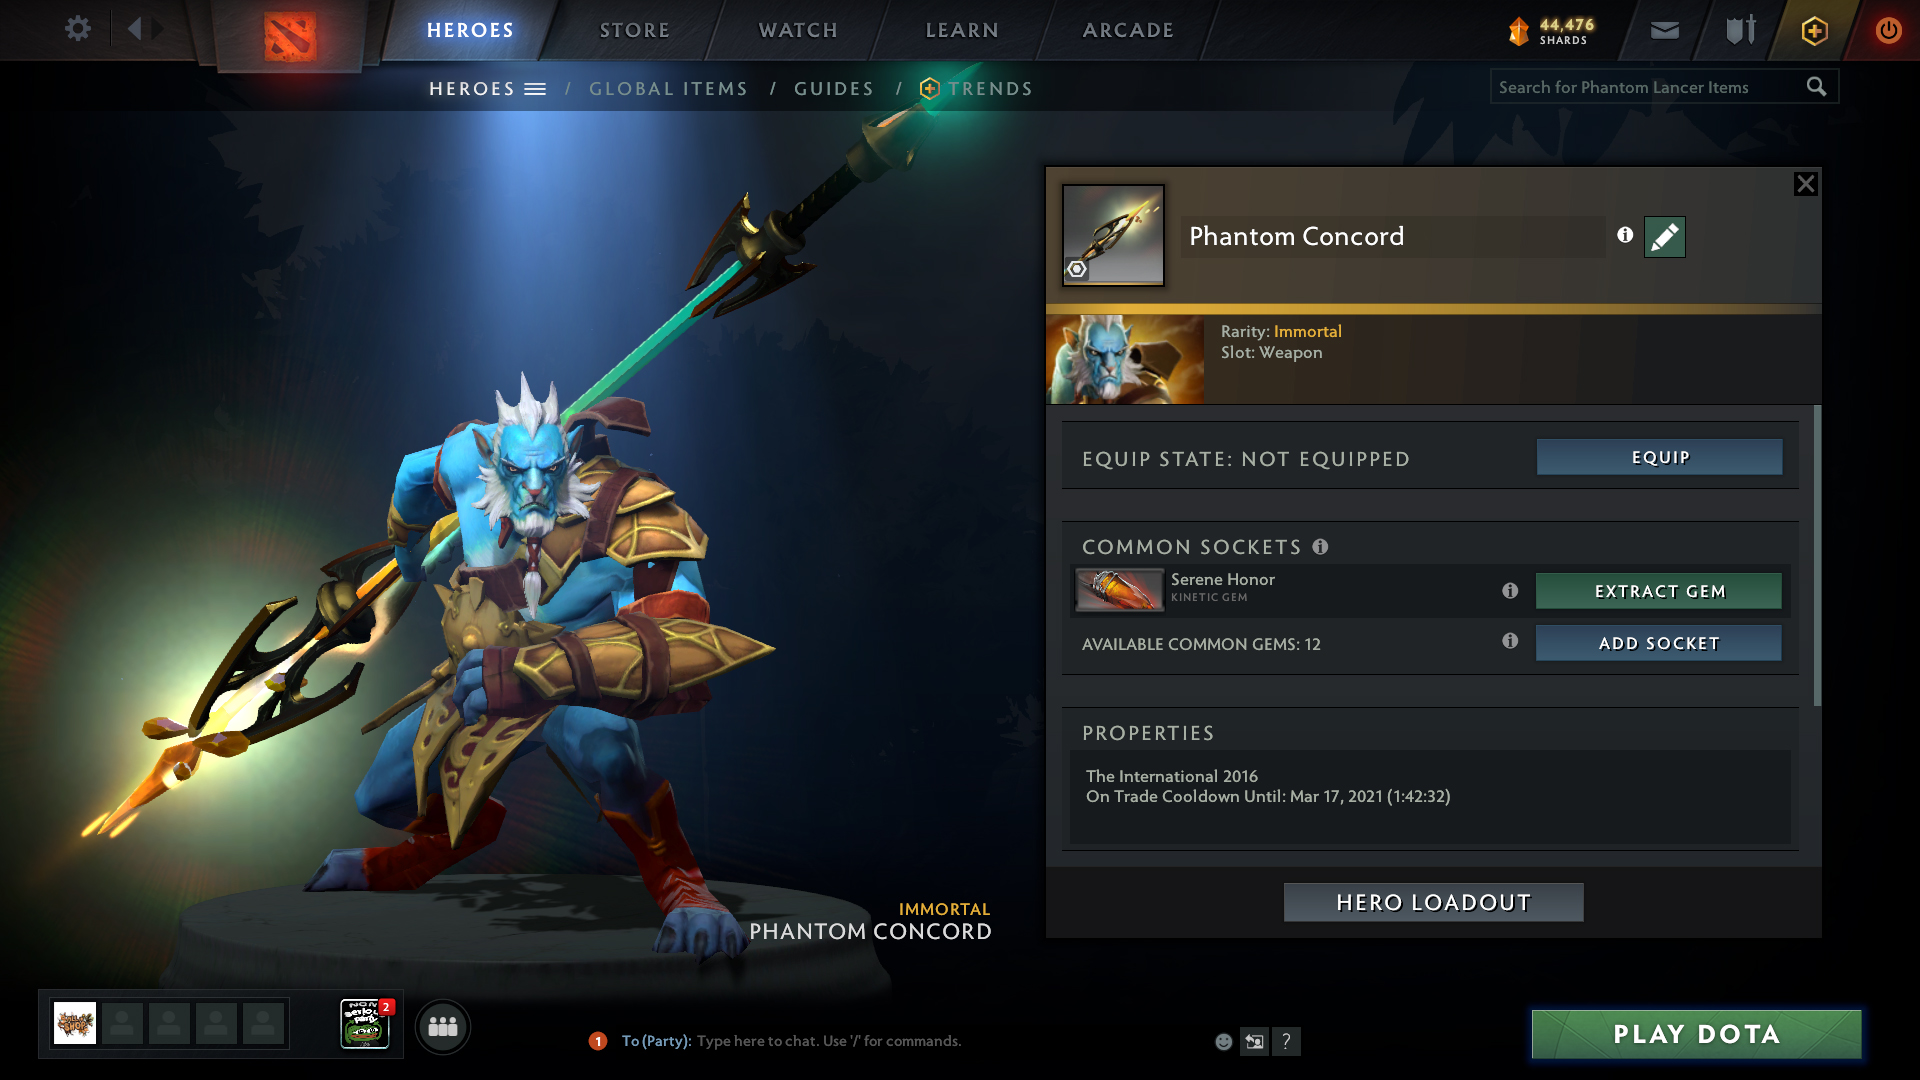 HEROES
STORE
WATCH
LEARN
ARCADE
44,476
SHARDS
HEROES / GLOBAL ITEMS / GUIDES / TRENDS
Search for Phantom Lancer Items
Phantom Concord
Rarity: Immortal
Slot: Weapon
EQUIP STATE: NOT EQUIPPED
EQUIP
COMMON SOCKETS
Serene Honor
KINETIC GEM
EXTRACT GEM
AVAILABLE COMMON GEMS: 12
ADD SOCKET
PROPERTIES
The International 2016
On Trade Cooldown Until: Mar 17, 2021 (1:42:32)
HERO LOADOUT
IMMORTAL
PHANTOM CONCORD
2
1
To (Party): Type here to chat. Use '/' for commands.
?
PLAY DOTA